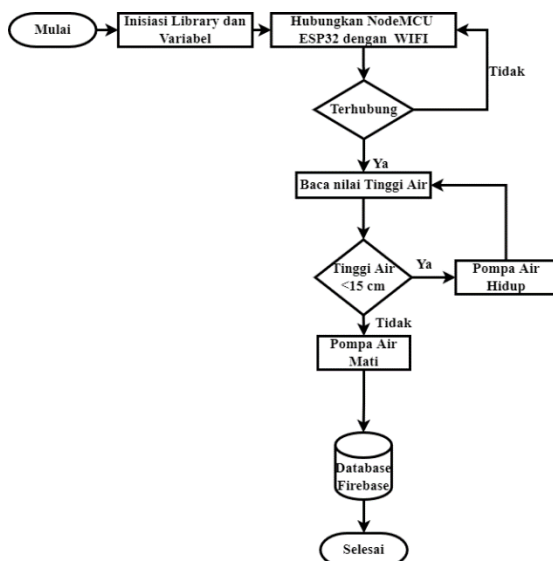 Mulai
Inisiasi Library dan
Variabel
Hubungkan NodeMCU
ESP32 dengan WIFI
Tidak
Terhubung
Ya
Baca nilai Tinggi Air
Tinggi Air
<15 cm
Ya
Pompa Air
Hidup
Tidak
Pompa Air
Mati
Database
Firebase
Selesai